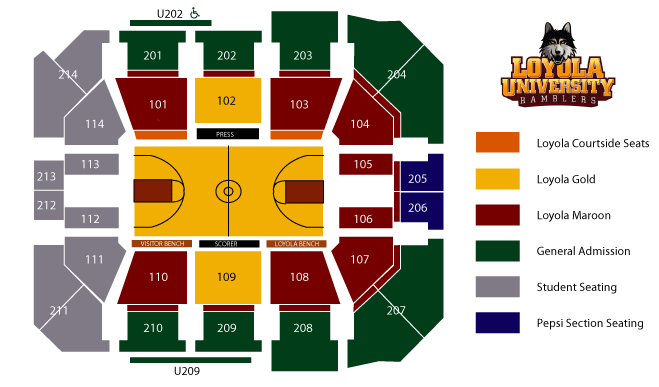 U202
201
202
203
204
214
101
102
103
104
114
PRESS
113
105
213
205
212
206
112
106
VISITOR BENCH
SCORER
LOYOLA BENCH
111
110
109
108
107
211
210
209
208
207
U209
LOYOLA
UNIVERSITY
RAMBLERS
Loyola Courtside Seats
Loyola Gold
Loyola Maroon
General Admission
Student Seating
Pepsi Section Seating